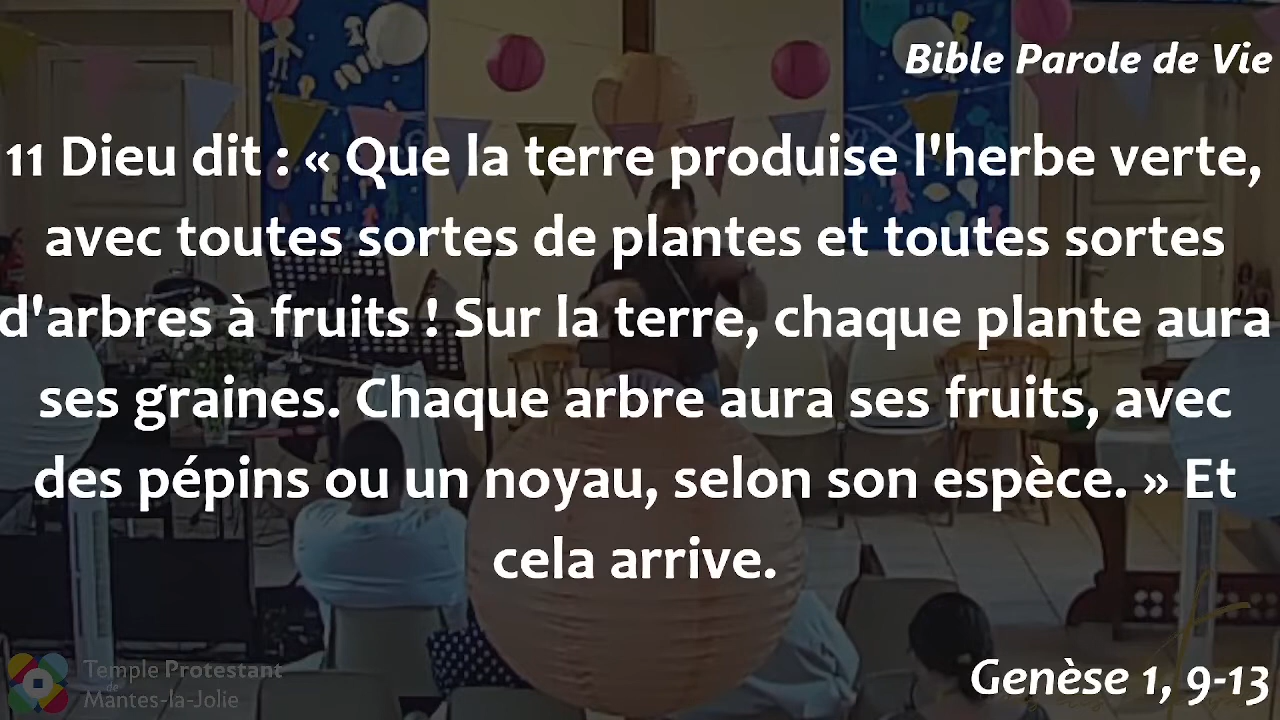 Bible Parole de Vie
11 Dieu dit : « Que la terre produise l'herbe verte,
avec toutes sortes de plantes et toutes sortes
d'arbres à fruits ! Sur la terre, chaque plante aura
ses graines. Chaque arbre aura ses fruits, avec
des pépins ou un noyau, selon son espèce. » Et
cela arrive.
Temple Protestant
de
Mantes-la-Jolie
Genèse 1, 9-13